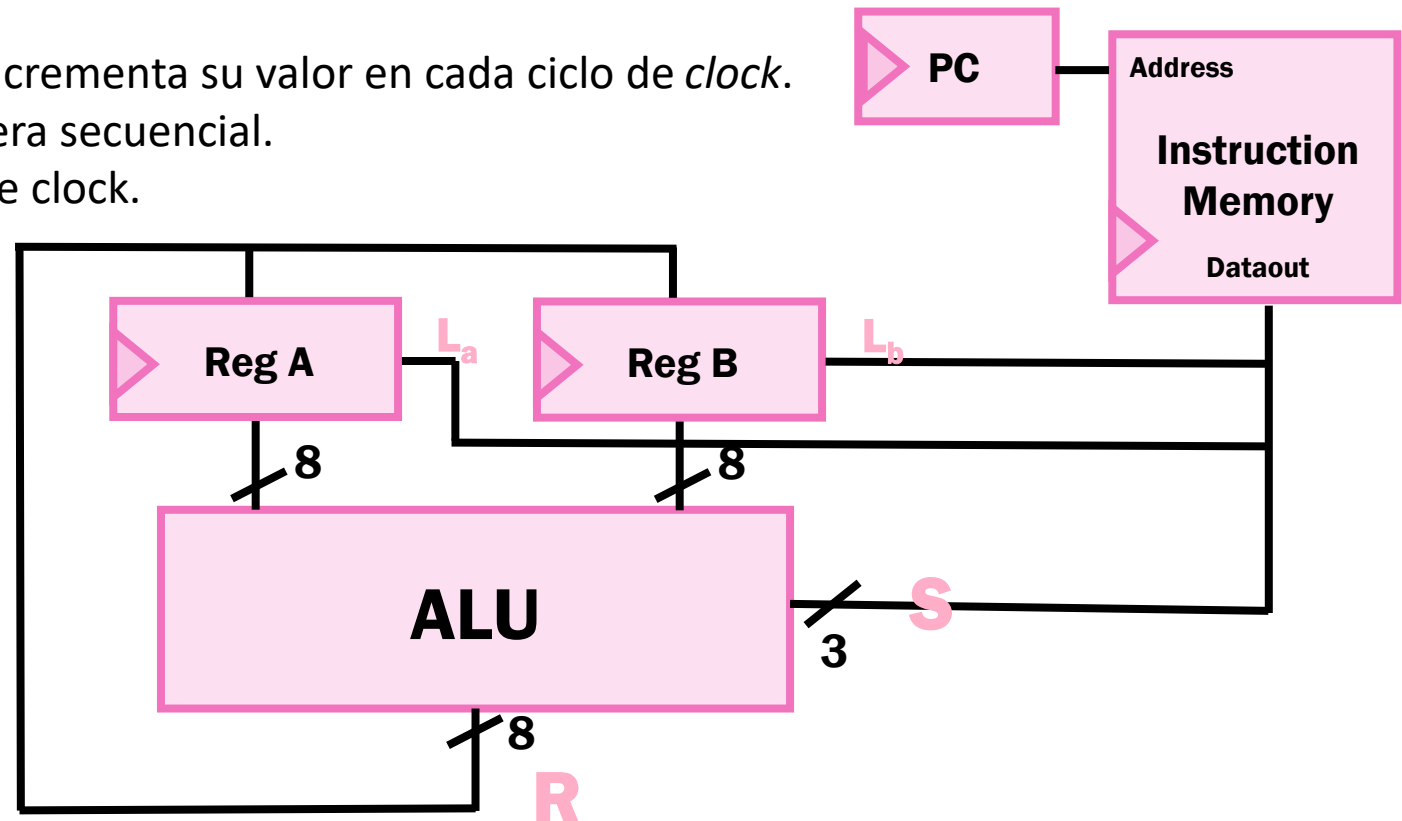 crementa su valor en cada ciclo de clock.
era secuencial.
e clock.
PC
Address
Instruction
Memory
Dataout
Reg A
La
Reg B
Lb
8
8
ALU
S
3
8
R